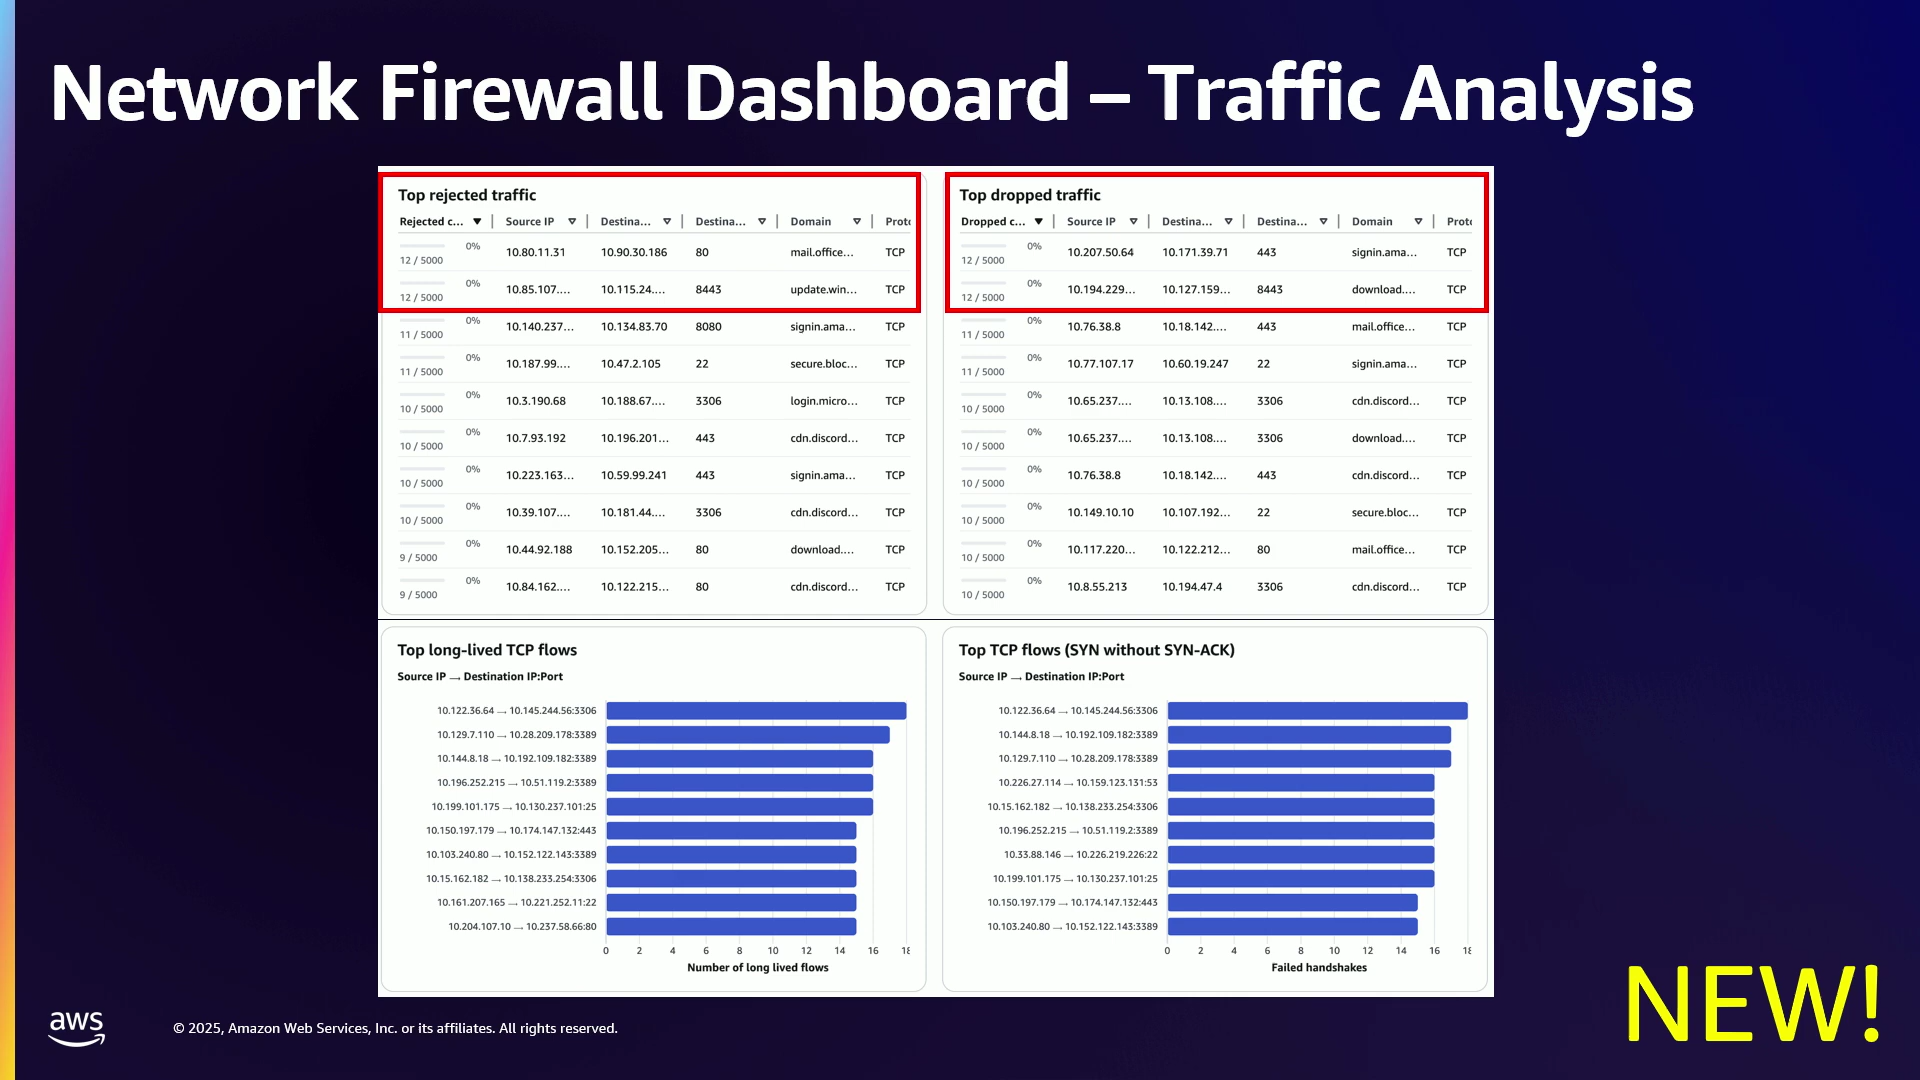 Network Firewall Dashboard – Traffic Analysis
Top rejected traffic
Rejected c... Source IP Destina... Destina... Domain Proto
0% 12 / 5000 10.80.11.31 10.90.30.186 80 mail.office... TCP
0% 12 / 5000 10.85.107.... 10.115.24.... 8443 update.win... TCP
0% 11 / 5000 10.140.237... 10.134.83.70 8080 signin.ama... TCP
0% 11 / 5000 10.187.99.... 10.47.2.105 22 secure.bloc... TCP
0% 10 / 5000 10.3.190.68 10.188.67.... 3306 login.micro... TCP
0% 10 / 5000 10.7.93.192 10.196.201... 443 cdn.discord... TCP
0% 10 / 5000 10.223.163... 10.59.99.241 443 signin.ama... TCP
0% 10 / 5000 10.39.107.... 10.181.44.... 3306 cdn.discord... TCP
0% 9 / 5000 10.44.92.188 10.152.205... 80 download.... TCP
0% 9 / 5000 10.84.162.... 10.122.215... 80 cdn.discord... TCP
Top dropped traffic
Dropped c... Source IP Destina... Destina... Domain Proto
0% 12 / 5000 10.207.50.64 10.171.39.71 443 signin.ama... TCP
0% 12 / 5000 10.194.229... 10.127.159... 8443 download.... TCP
0% 11 / 5000 10.76.38.8 10.18.142.... 443 mail.office... TCP
0% 11 / 5000 10.77.107.17 10.60.19.247 22 signin.ama... TCP
0% 10 / 5000 10.65.237.... 10.13.108.... 3306 cdn.discord... TCP
0% 10 / 5000 10.65.237.... 10.13.108.... 3306 download.... TCP
0% 10 / 5000 10.76.38.8 10.18.142.... 443 cdn.discord... TCP
0% 10 / 5000 10.149.10.10 10.107.192... 22 secure.bloc... TCP
0% 10 / 5000 10.117.220... 10.122.212... 80 mail.office... TCP
0% 10 / 5000 10.8.55.213 10.194.47.4 3306 cdn.discord... TCP
Top long-lived TCP flows
Source IP → Destination IP:Port
10.122.36.64 → 10.145.244.56:3306
10.129.7.110 → 10.28.209.178:3389
10.144.8.18 → 10.192.109.182:3389
10.196.252.215 → 10.51.119.2:3389
10.199.101.175 → 10.130.237.101:25
10.150.197.179 → 10.174.147.132:443
10.103.240.80 → 10.152.122.143:3389
10.15.162.182 → 10.138.233.254:3306
10.161.207.165 → 10.221.252.11:22
10.204.107.10 → 10.237.58.66:80
0 2 4 6 8 10 12 14 16 18
Number of long lived flows
Top TCP flows (SYN without SYN-ACK)
Source IP → Destination IP:Port
10.122.36.64 → 10.145.244.56:3306
10.144.8.18 → 10.192.109.182:3389
10.129.7.110 → 10.28.209.178:3389
10.226.27.114 → 10.159.123.131:53
10.15.162.182 → 10.138.233.254:3306
10.196.252.215 → 10.51.119.2:3389
10.33.88.146 → 10.226.219.226:22
10.199.101.175 → 10.130.237.101:25
10.150.197.179 → 10.174.147.132:443
10.103.240.80 → 10.152.122.143:3389
0 2 4 6 8 10 12 14 16 18
Failed handshakes
NEW!
aws
© 2025, Amazon Web Services, Inc. or its affiliates. All rights reserved.